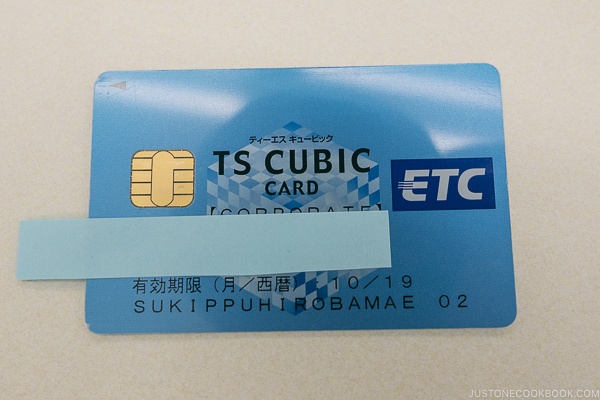 ティーエス キュービック
TS CUBIC
CARD
ETC
【CORPORATE】
有効期限（月／西暦） 10/19
SUKIPPUHIROBAMAE 02
JUSTONECOOKBOOK.COM